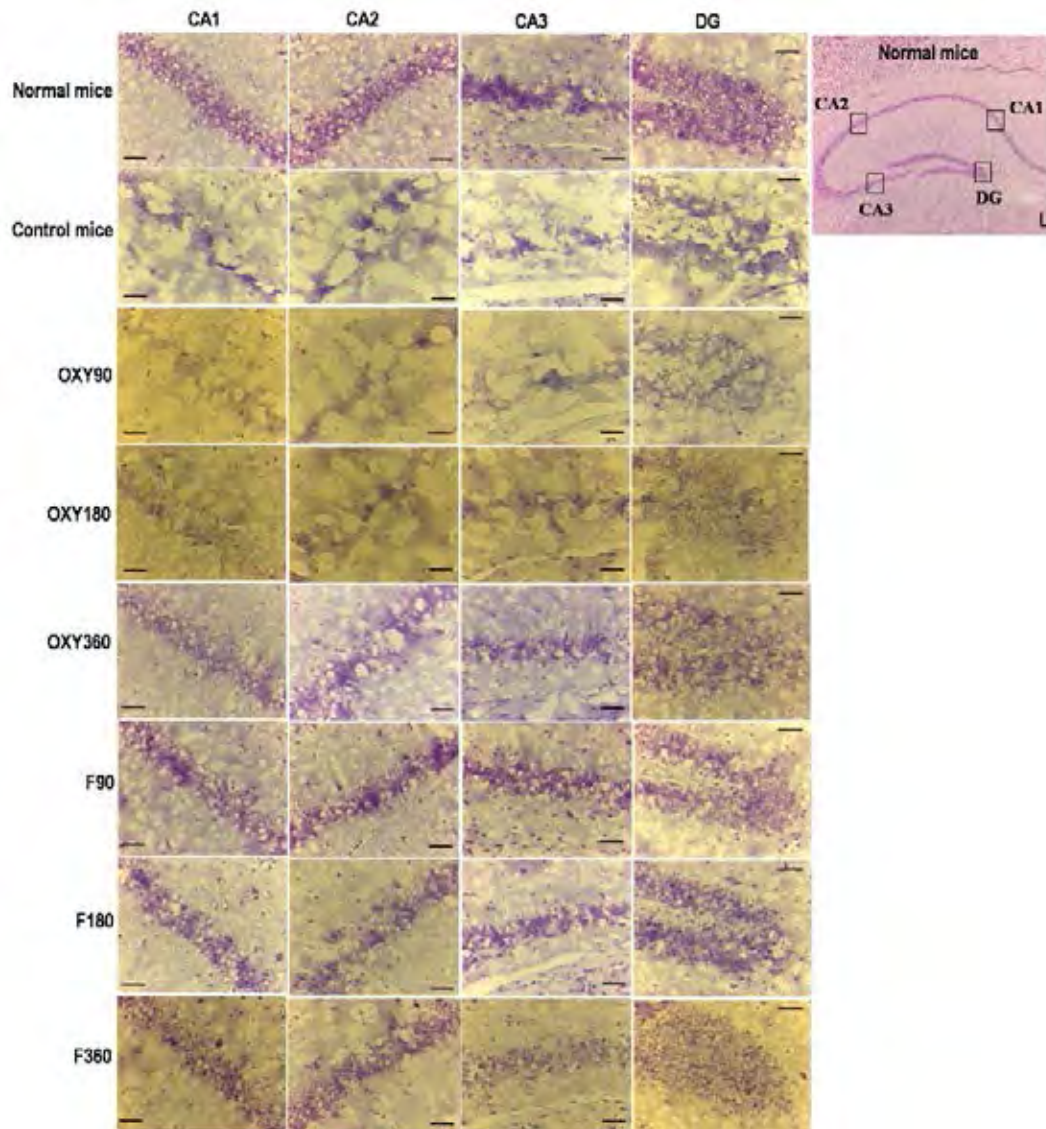 CA1 CA2 CA3 DG
Normal mice
Control mice
OXY90
OXY180
OXY360
F90
F180
F360
Normal mice
CA2
CA1
CA3
DG